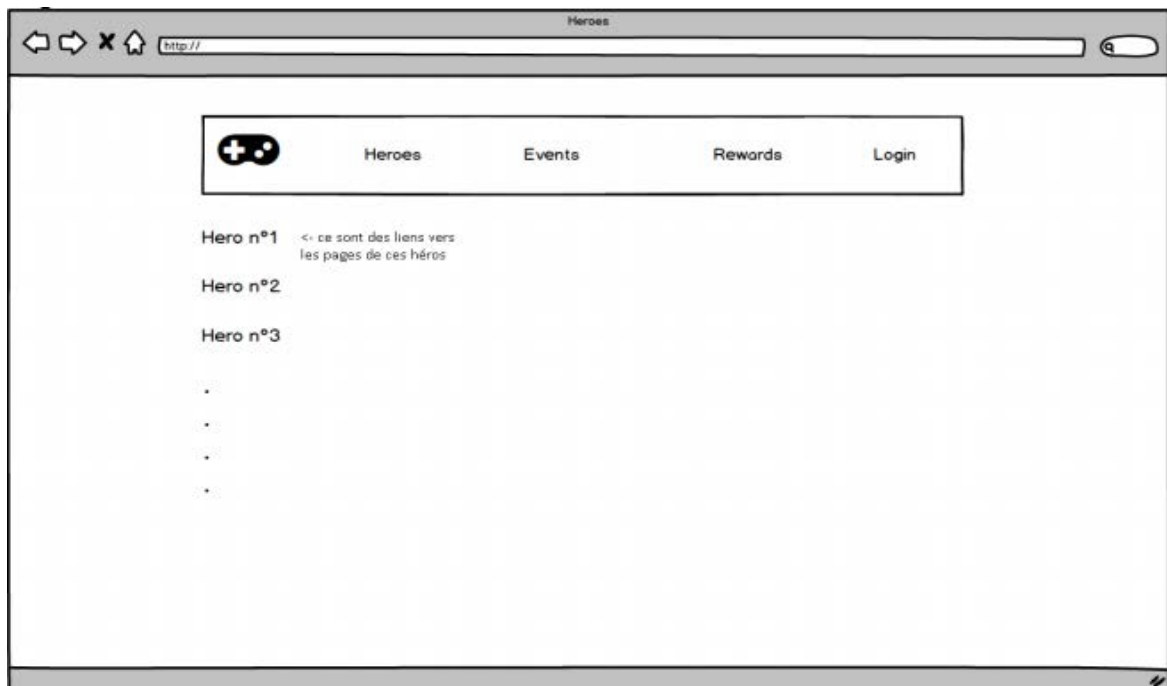 Heroes
http://
Heroes Events Rewards Login
Hero n°1
<- ce sont des liens vers
les pages de ces héros
Hero n°2
Hero n°3
.
.
.
.